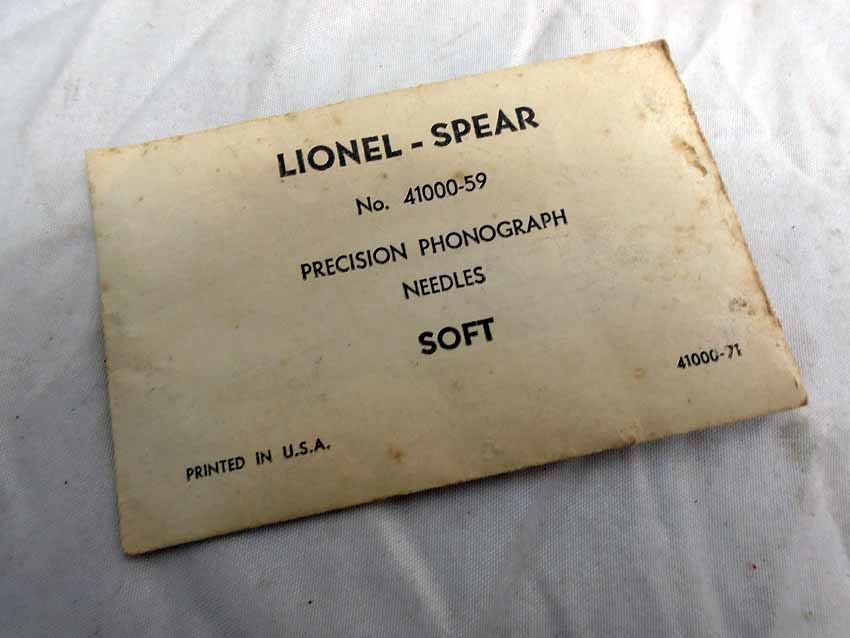 LIONEL - SPEAR
No. 41000-59
PRECISION PHONOGRAPH
NEEDLES
SOFT
41000-71
PRINTED IN U.S.A.